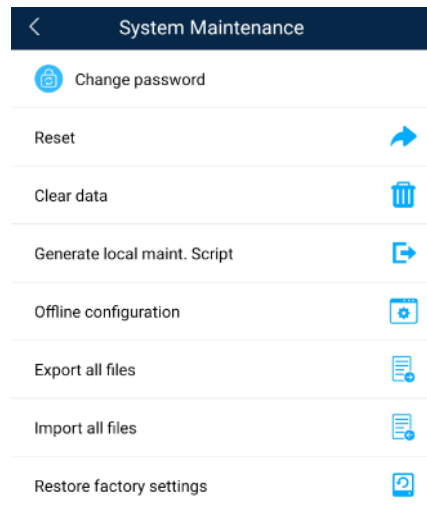 System Maintenance
Change password
Reset
Clear data
Generate local maint. Script
Offline configuration
Export all files
Import all files
Restore factory settings